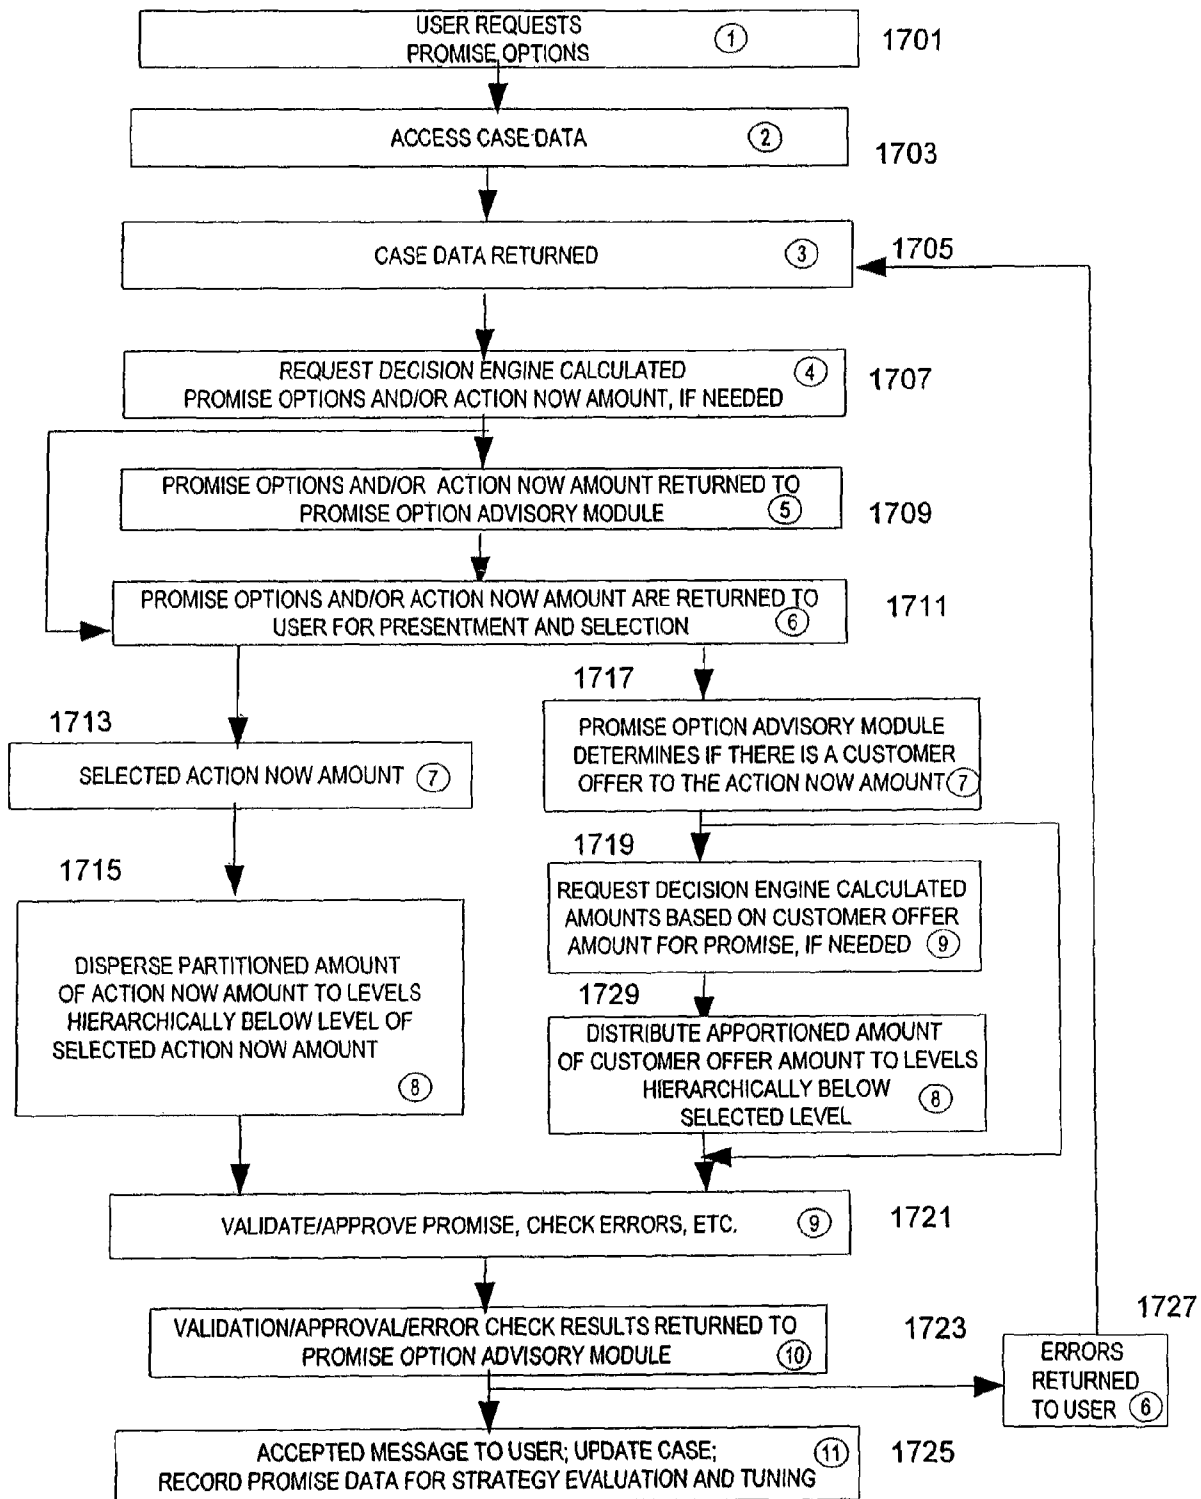 USER REQUESTS
PROMISE OPTIONS
1
1701
ACCESS CASE DATA
2
1703
CASE DATA RETURNED
3
1705
REQUEST DECISION ENGINE CALCULATED
PROMISE OPTIONS AND/OR ACTION NOW AMOUNT, IF NEEDED
4
1707
PROMISE OPTIONS AND/OR ACTION NOW AMOUNT RETURNED TO
PROMISE OPTION ADVISORY MODULE
5
1709
PROMISE OPTIONS AND/OR ACTION NOW AMOUNT ARE RETURNED TO
USER FOR PRESENTMENT AND SELECTION
6
1711
1713
SELECTED ACTION NOW AMOUNT 7
1715
DISPERSE PARTITIONED AMOUNT
OF ACTION NOW AMOUNT TO LEVELS
HIERARCHICALLY BELOW LEVEL OF
SELECTED ACTION NOW AMOUNT
8
1717
PROMISE OPTION ADVISORY MODULE
DETERMINES IF THERE IS A CUSTOMER
OFFER TO THE ACTION NOW AMOUNT 7
1719
REQUEST DECISION ENGINE CALCULATED
AMOUNTS BASED ON CUSTOMER OFFER
AMOUNT FOR PROMISE, IF NEEDED 9
1729
DISTRIBUTE APPORTIONED AMOUNT
OF CUSTOMER OFFER AMOUNT TO LEVELS
HIERARCHICALLY BELOW
SELECTED LEVEL
8
VALIDATE/APPROVE PROMISE, CHECK ERRORS, ETC.
9
1721
VALIDATION/APPROVAL/ERROR CHECK RESULTS RETURNED TO
PROMISE OPTION ADVISORY MODULE
10
1723
1727
ERRORS
RETURNED
TO USER 6
ACCEPTED MESSAGE TO USER; UPDATE CASE;
RECORD PROMISE DATA FOR STRATEGY EVALUATION AND TUNING
11
1725